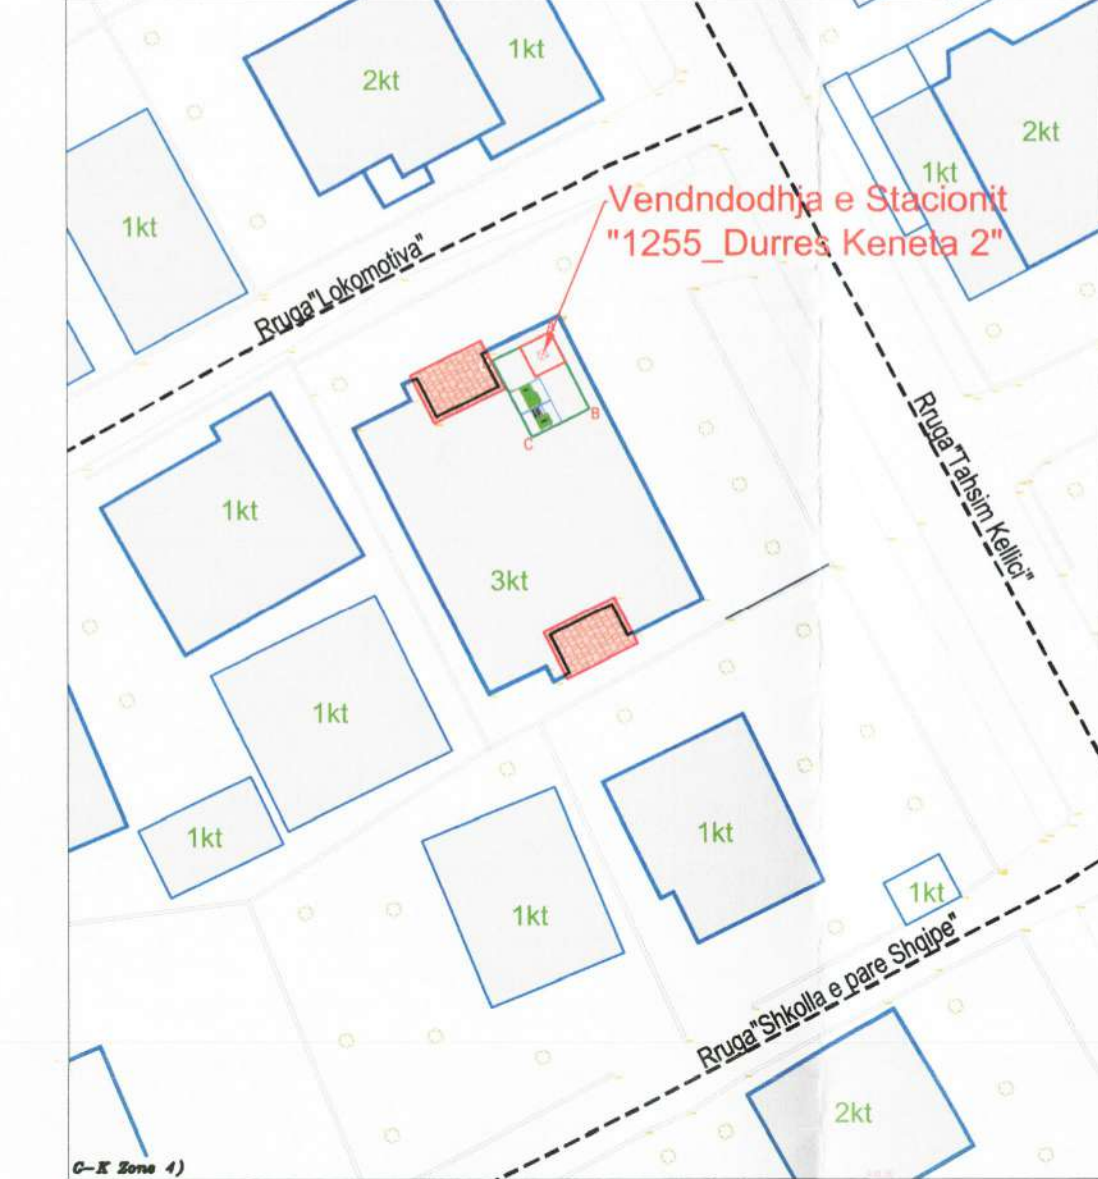 1kt
2kt
2kt
1kt
1kt
Vendndodhja e Stacionit
"1255_Durres Keneta 2"
Rruga"Lokomotiva"
Rruga"Tahsim Kellici"
B
C
1kt
3kt
1kt
1kt
1kt
1kt
1kt
Rruga"Shkolla e pare Shqipe"
2kt
G-K Zone 4)